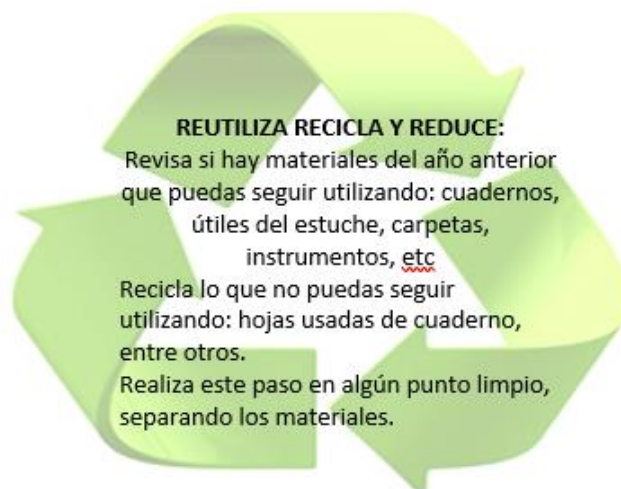 REUTILIZA RECICLA Y REDUCE:
Revisa si hay materiales del año anterior
que puedas seguir utilizando: cuadernos,
útiles del estuche, carpetas,
instrumentos, etc
Recicla lo que no puedas seguir
utilizando: hojas usadas de cuaderno,
entre otros.
Realiza este paso en algún punto limpio,
separando los materiales.